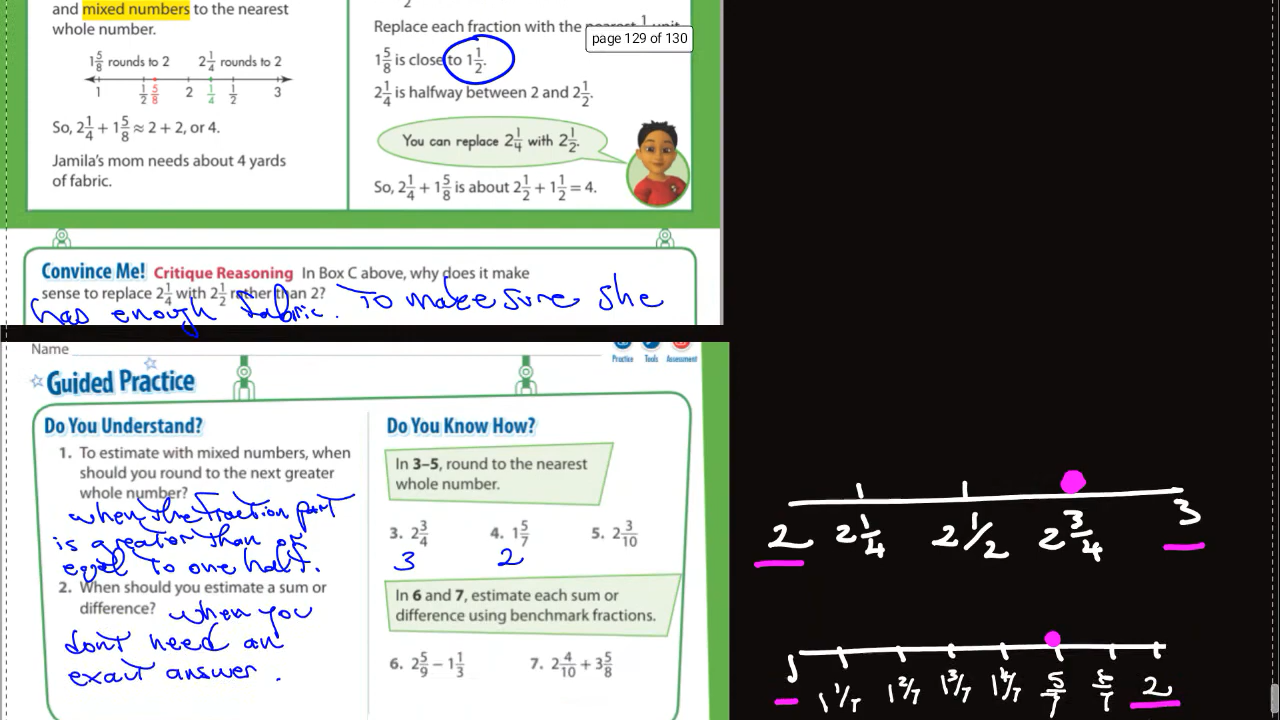 and mixed numbers to the nearest
whole number.
1 5/8 rounds to 2   2 1/4 rounds to 2
1   1/2   5/8   2   1/4   1/2   3
So, 2 1/4 + 1 5/8 ≈ 2 + 2, or 4.
Jamila's mom needs about 4 yards
of fabric.
2
Replace each fraction with the nearest 1/2 unit
page 129 of 130
1 5/8 is close to 1 1/2.
2 1/4 is halfway between 2 and 2 1/2.
You can replace 2 1/4 with 2 1/2.
So, 2 1/4 + 1 5/8 is about 2 1/2 + 1 1/2 = 4.
Convince Me! Critique Reasoning In Box C above, why does it make
sense to replace 2 1/4 with 2 1/2 rather than 2?
To make sure she
has enough fabric.
Name
Practice   Tools   Assessment
Guided Practice
Do You Understand?
1. To estimate with mixed numbers, when
should you round to the next greater
whole number?
when the fraction part
is greater than or
equal to one half.
2. When should you estimate a sum or
difference?
when you
dont need an
exact answer.
Do You Know How?
In 3–5, round to the nearest
whole number.
3. 2 3/4   4. 1 5/7   5. 2 3/10
3   2
In 6 and 7, estimate each sum or
difference using benchmark fractions.
6. 2 5/9 − 1 1/3   7. 2 4/10 + 3 5/8
2   2 1/4   2 1/2   2 3/4   3
1 1/7   1 2/7   1 3/7   1 4/7   5/7   6/7   2